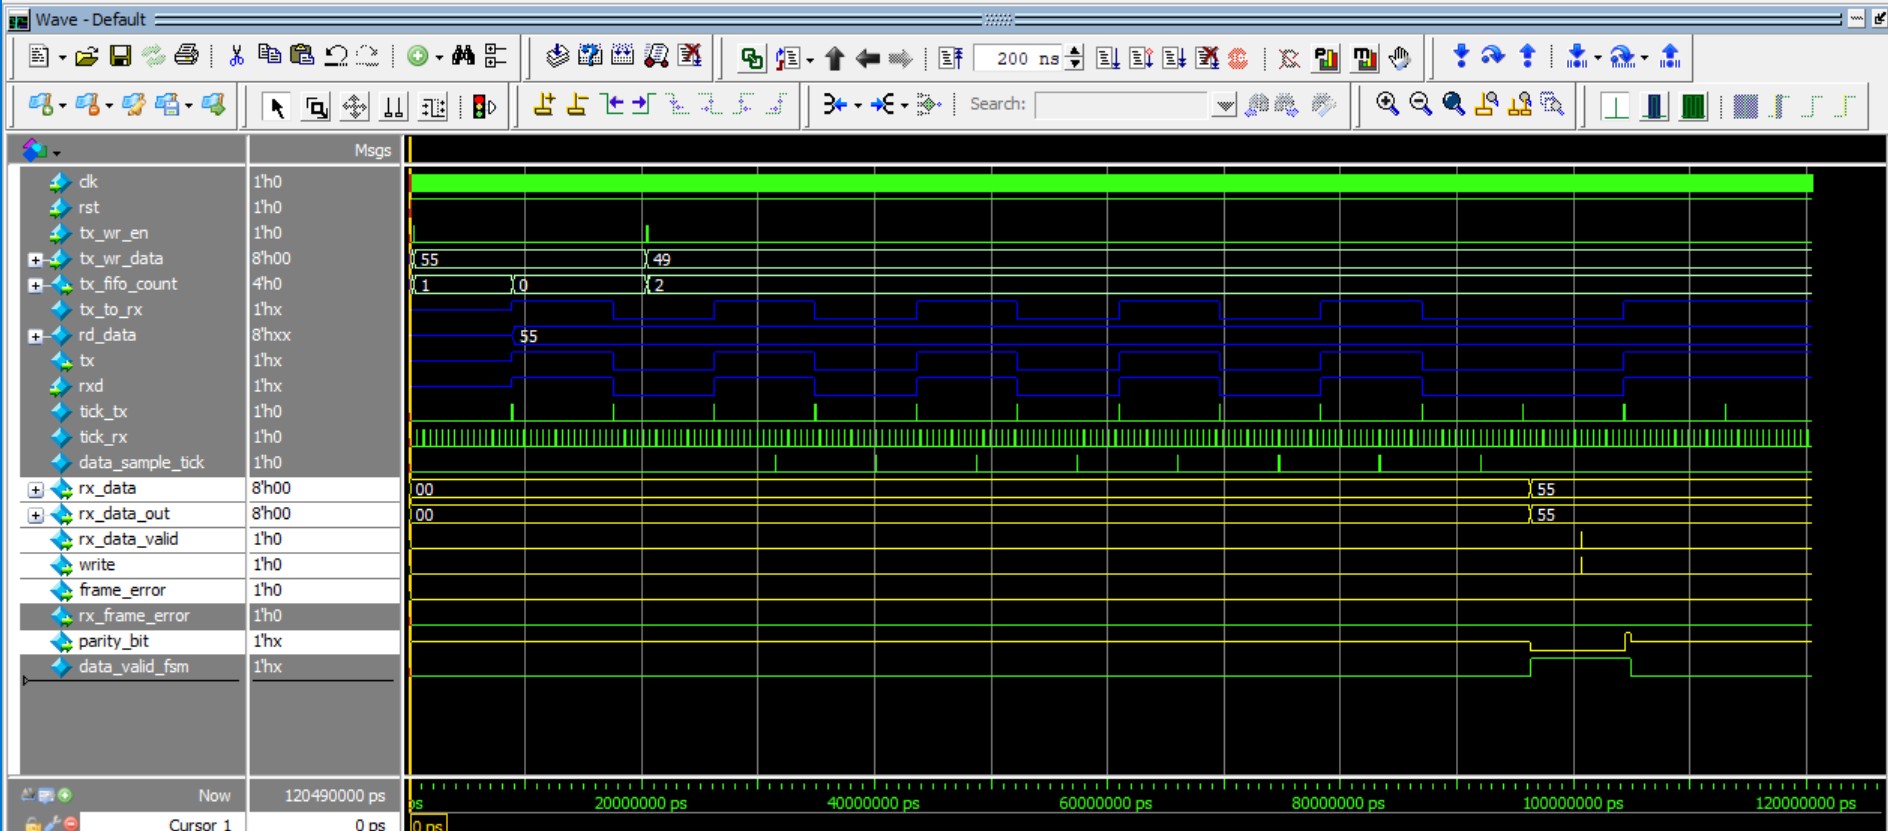 Wave - Default
200 ns
Search:
Msgs
clk 1'h0
rst 1'h0
tx_wr_en 1'h0
tx_wr_data 8'h00 55 49
tx_fifo_count 4'h0 1 0 2
tx_to_rx 1'hx
rd_data 8'hxx 55
tx 1'hx
rxd 1'hx
tick_tx 1'h0
tick_rx 1'h0
data_sample_tick 1'h0
rx_data 8'h00 00 55
rx_data_out 8'h00 00 55
rx_data_valid 1'h0
write 1'h0
frame_error 1'h0
rx_frame_error 1'h0
parity_bit 1'hx
data_valid_fsm 1'hx
Now 120490000 ps ps 20000000 ps 40000000 ps 60000000 ps 80000000 ps 100000000 ps 120000000 ps
Cursor 1 0 ps 0 ns